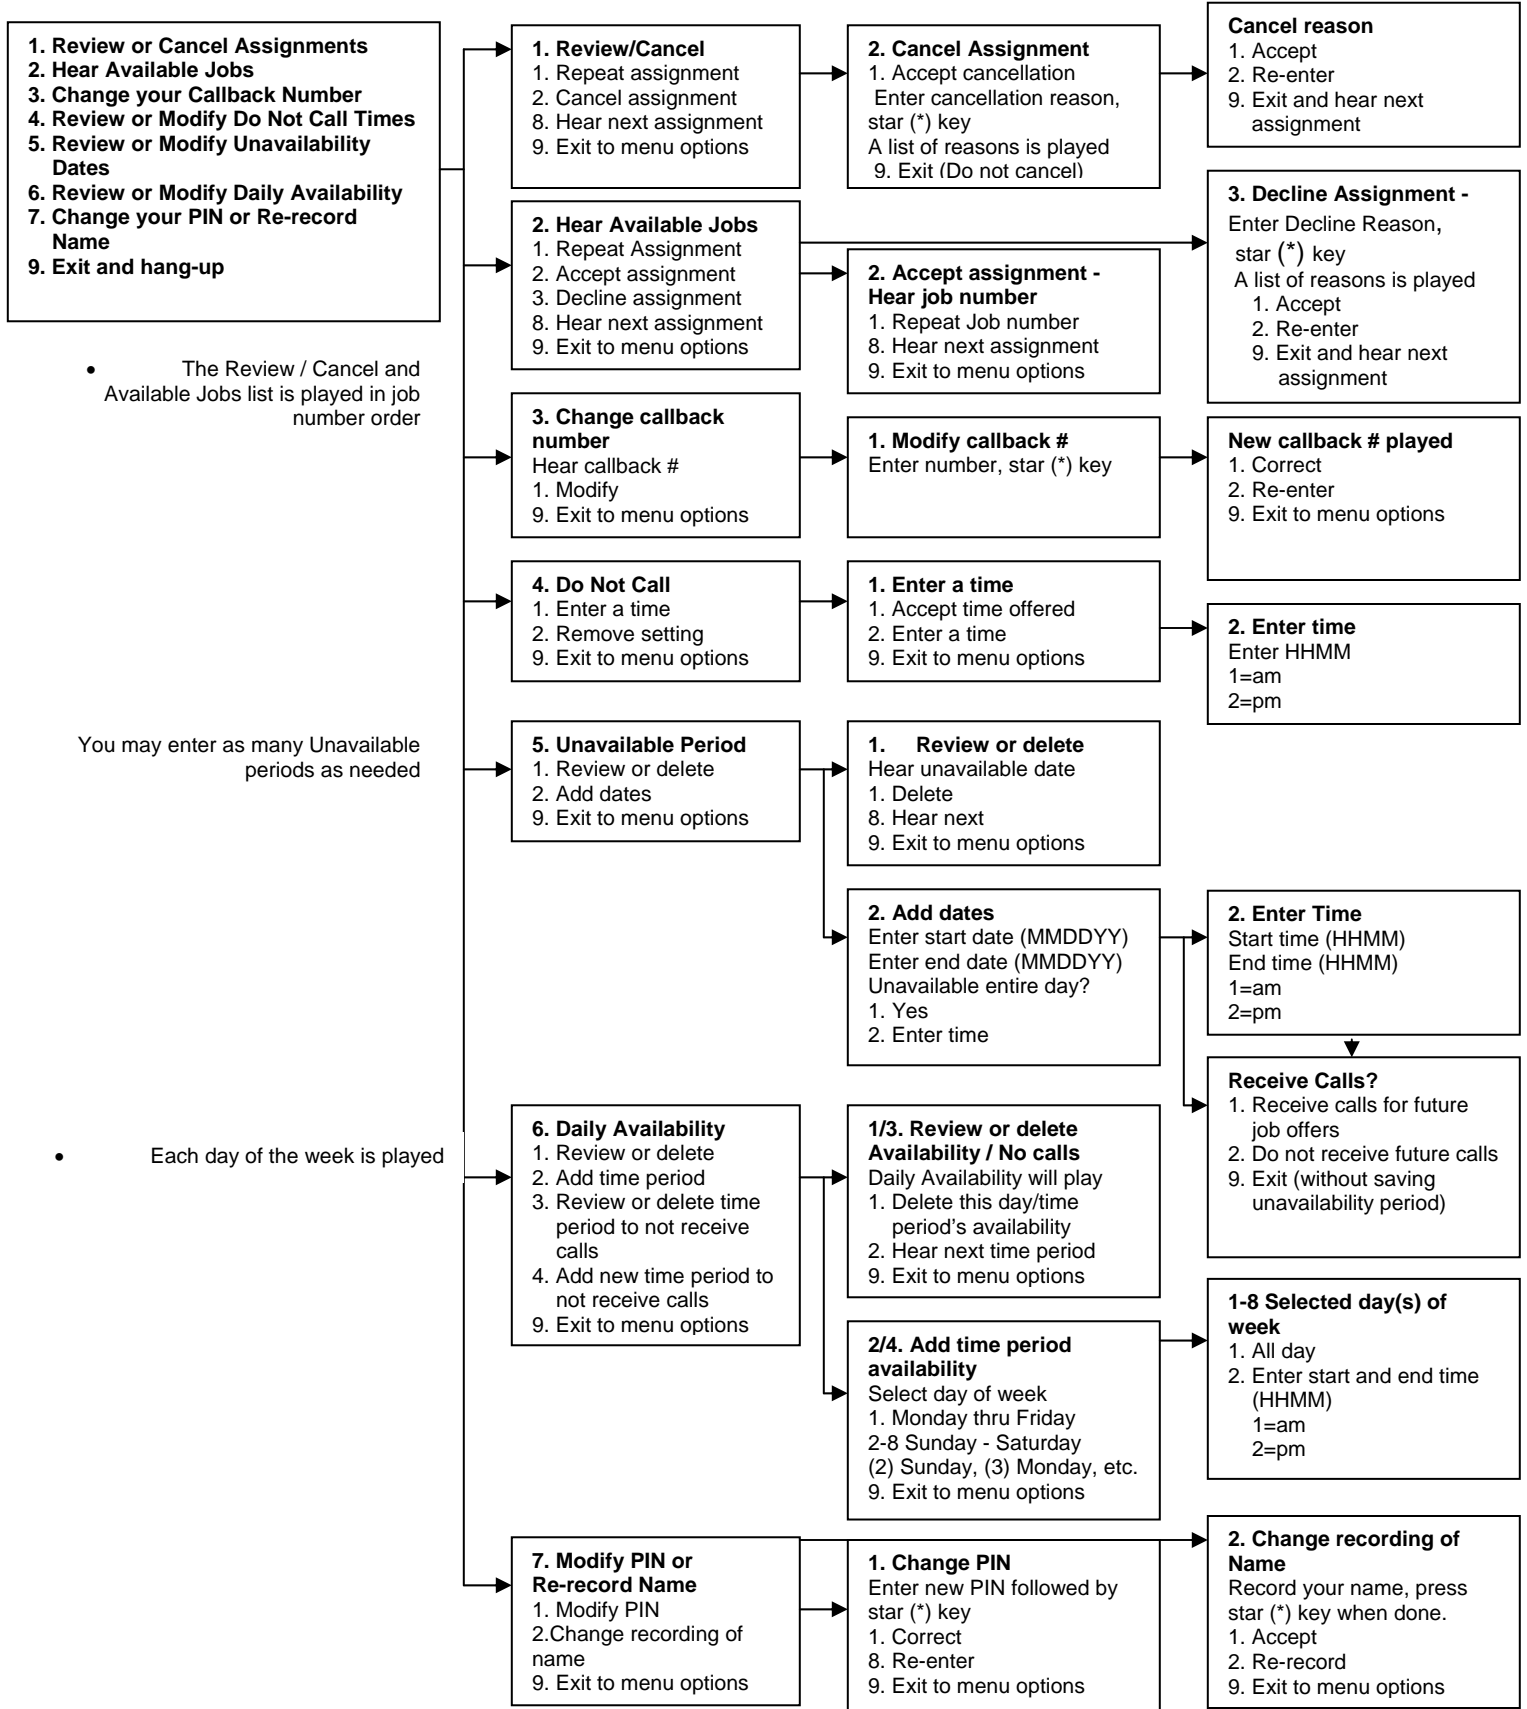 1. Review or Cancel Assignments
2. Hear Available Jobs
3. Change your Callback Number
4. Review or Modify Do Not Call Times
5. Review or Modify Unavailability
Dates
6. Review or Modify Daily Availability
7. Change your PIN or Re-record
Name
9. Exit and hang-up
1. Review/Cancel
1. Repeat assignment
2. Cancel assignment
8. Hear next assignment
9. Exit to menu options
2. Cancel Assignment
1. Accept cancellation
Enter cancellation reason,
star (*) key
A list of reasons is played
9. Exit (Do not cancel)
Cancel reason
1. Accept
2. Re-enter
9. Exit and hear next
assignment
2. Hear Available Jobs
1. Repeat Assignment
2. Accept assignment
3. Decline assignment
8. Hear next assignment
9. Exit to menu options
2. Accept assignment -
Hear job number
1. Repeat Job number
8. Hear next assignment
9. Exit to menu options
3. Decline Assignment -
Enter Decline Reason,
star (*) key
A list of reasons is played
1. Accept
2. Re-enter
9. Exit and hear next
assignment
• The Review / Cancel and
Available Jobs list is played in job
number order
3. Change callback
number
Hear callback #
1. Modify
9. Exit to menu options
1. Modify callback #
Enter number, star (*) key
New callback # played
1. Correct
2. Re-enter
9. Exit to menu options
4. Do Not Call
1. Enter a time
2. Remove setting
9. Exit to menu options
1. Enter a time
1. Accept time offered
2. Enter a time
9. Exit to menu options
2. Enter time
Enter HHMM
1=am
2=pm
You may enter as many Unavailable
periods as needed
5. Unavailable Period
1. Review or delete
2. Add dates
9. Exit to menu options
1. Review or delete
Hear unavailable date
1. Delete
8. Hear next
9. Exit to menu options
2. Add dates
Enter start date (MMDDYY)
Enter end date (MMDDYY)
Unavailable entire day?
1. Yes
2. Enter time
2. Enter Time
Start time (HHMM)
End time (HHMM)
1=am
2=pm
Receive Calls?
1. Receive calls for future
job offers
2. Do not receive future calls
9. Exit (without saving
unavailability period)
• Each day of the week is played
6. Daily Availability
1. Review or delete
2. Add time period
3. Review or delete time
period to not receive
calls
4. Add new time period to
not receive calls
9. Exit to menu options
1/3. Review or delete
Availability / No calls
Daily Availability will play
1. Delete this day/time
period's availability
2. Hear next time period
9. Exit to menu options
2/4. Add time period
availability
Select day of week
1. Monday thru Friday
2-8 Sunday - Saturday
(2) Sunday, (3) Monday, etc.
9. Exit to menu options
1-8 Selected day(s) of
week
1. All day
2. Enter start and end time
(HHMM)
1=am
2=pm
7. Modify PIN or
Re-record Name
1. Modify PIN
2.Change recording of
name
9. Exit to menu options
1. Change PIN
Enter new PIN followed by
star (*) key
1. Correct
8. Re-enter
9. Exit to menu options
2. Change recording of
Name
Record your name, press
star (*) key when done.
1. Accept
2. Re-record
9. Exit to menu options